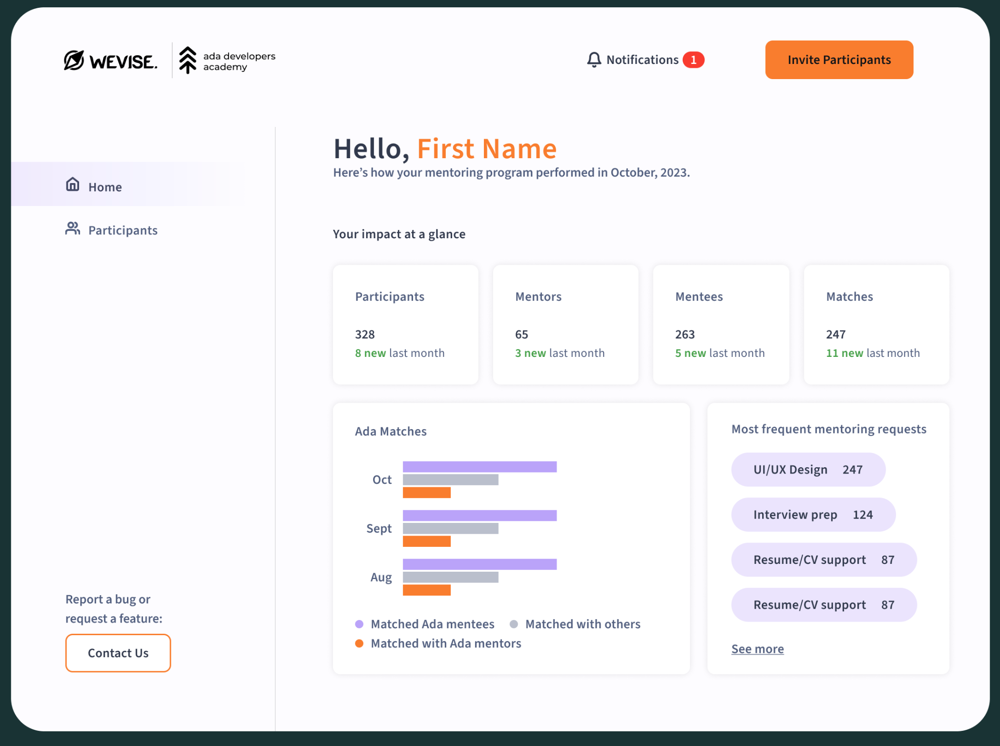 WEVISE.
ada developers
academy
Notifications 1
Invite Participants
Home
Participants
Report a bug or
request a feature:
Contact Us
Hello, First Name
Here’s how your mentoring program performed in October, 2023.
Your impact at a glance
Participants
328
8 new last month
Mentors
65
3 new last month
Mentees
263
5 new last month
Matches
247
11 new last month
Ada Matches
Oct
Sept
Aug
Matched Ada mentees
Matched with others
Matched with Ada mentors
Most frequent mentoring requests
UI/UX Design 247
Interview prep 124
Resume/CV support 87
Resume/CV support 87
See more